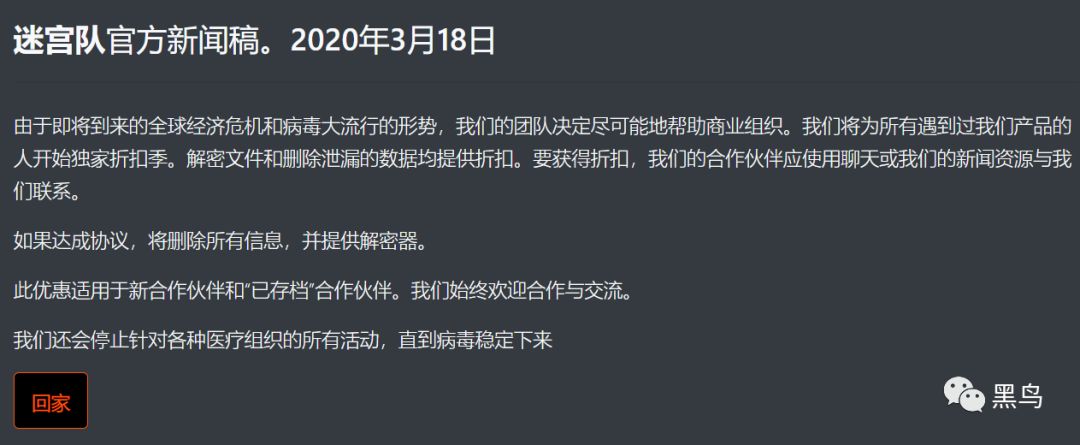 迷宫队官方新闻稿。2020年3月18日
由于即将到来的全球经济危机和病毒大流行的形势，我们的团队决定尽可能地帮助商业组织。我们将为所有遇到过我们产品的
人开始独家折扣季。解密文件和删除泄漏的数据均提供折扣。要获得折扣，我们的合作伙伴应使用聊天或我们的新闻资源与我
们联系。
如果达成协议，将删除所有信息，并提供解密器。
此优惠适用于新合作伙伴和“已存档”合作伙伴。我们始终欢迎合作与交流。
我们还会停止针对各种医疗组织的所有活动，直到病毒稳定下来
回家
黑鸟